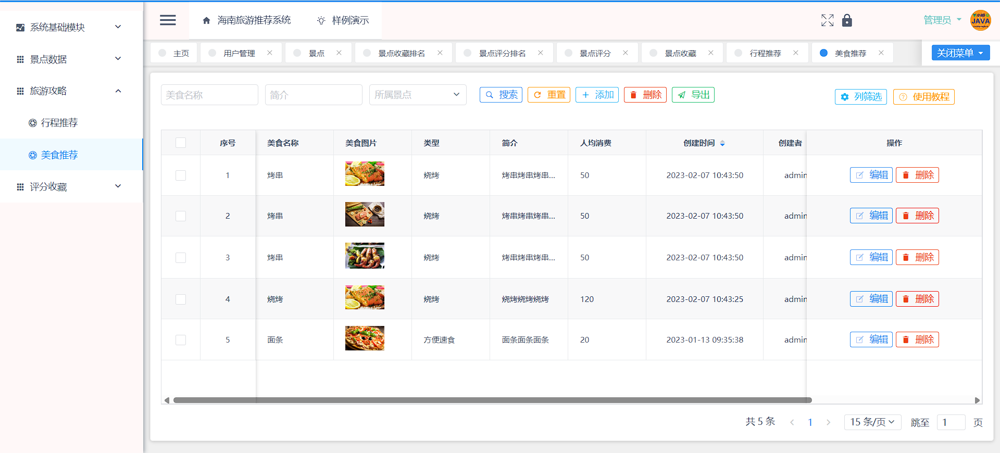 系统基础模块
景点数据
旅游攻略
行程推荐
美食推荐
评分收藏
海南旅游推荐系统 样例演示
管理员
JAVA
主页 用户管理 景点 景点收藏排名 景点评分排名 景点评分 景点收藏 行程推荐 美食推荐 关闭菜单
美食名称 简介 所属景点 搜索 重置 添加 删除 导出 列筛选 使用教程
序号 美食名称 美食图片 类型 简介 人均消费 创建时间 创建者 操作
1 烤串 烧烤 烤串烤串烤串... 50 2023-02-07 10:43:50 admin 编辑 删除
2 烤串 烧烤 烤串烤串烤串... 50 2023-02-07 10:43:50 admin 编辑 删除
3 烤串 烧烤 烤串烤串烤串... 50 2023-02-07 10:43:50 admin 编辑 删除
4 烧烤 烧烤 烧烤烧烤烧烤 120 2023-02-07 10:43:25 admin 编辑 删除
5 面条 方便速食 面条面条面条 20 2023-01-13 09:35:38 admin 编辑 删除
共 5 条 1 15 条/页 跳至 1 页